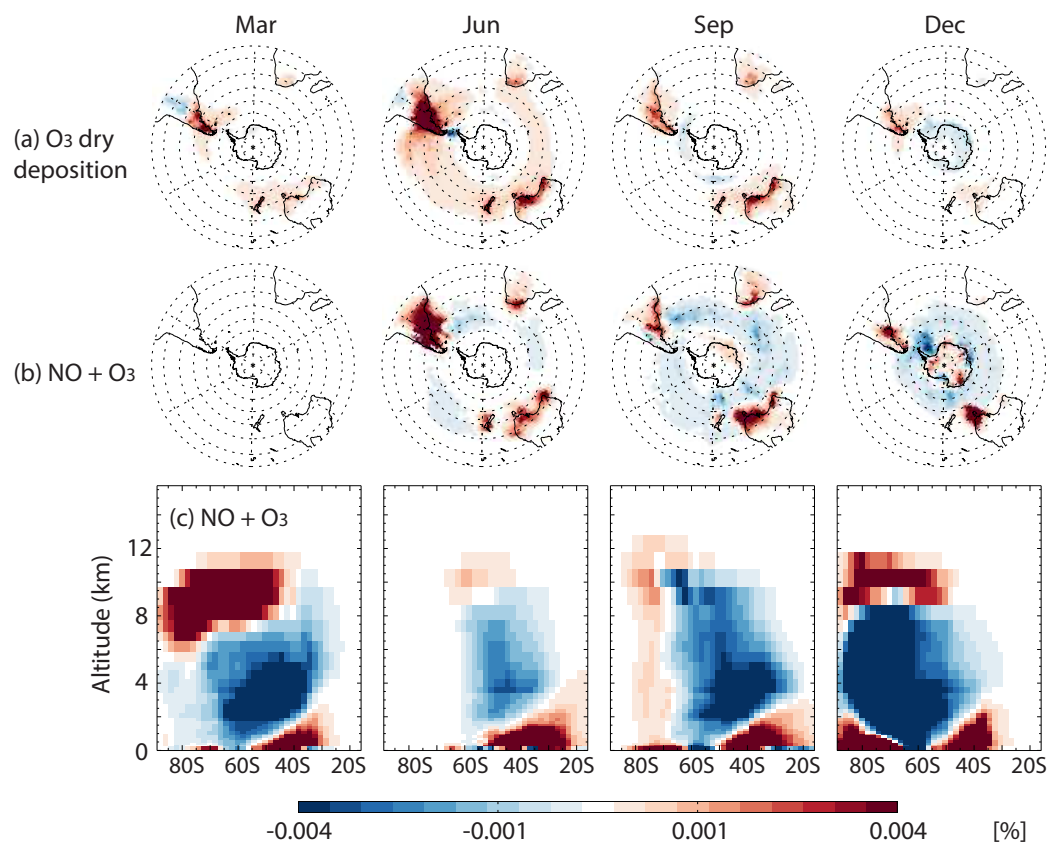 Mar Jun Sep Dec
(a) O3 dry
deposition
(b) NO + O3
(c) NO + O3
12
8
4
0
Altitude (km)
80S 60S 40S 20S 80S 60S 40S 20S 80S 60S 40S 20S 80S 60S 40S 20S
-0.004 -0.001 0.001 0.004 [%]